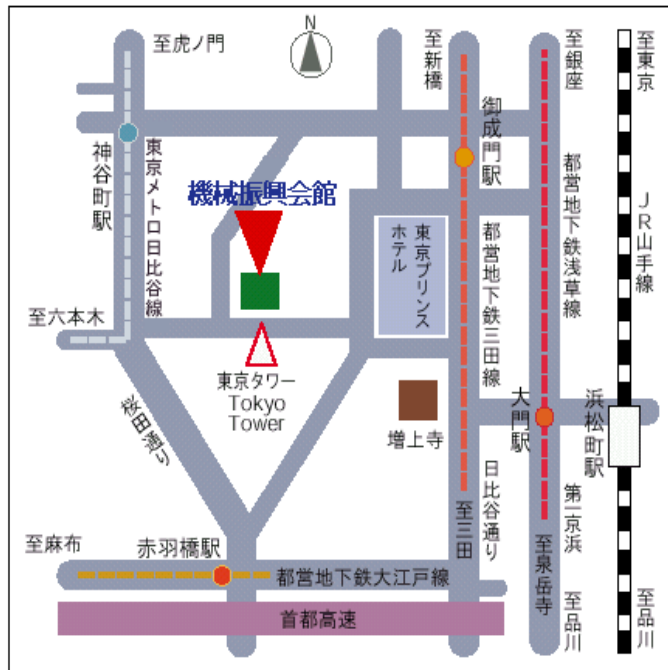 至虎ノ門
N
至新橋
至銀座
至東京
御成門駅
神谷町駅
東京メトロ日比谷線
機械振興会館
都営地下鉄浅草線
JR山手線
東京プリンス
ホテル
都営地下鉄三田線
至六本木
東京タワー
Tokyo
Tower
桜田通り
増上寺
大門駅
浜松町駅
日比谷通り
第一京浜
至三田
至麻布
赤羽橋駅
都営地下鉄大江戸線
至泉岳寺
至品川
至品川
首都高速